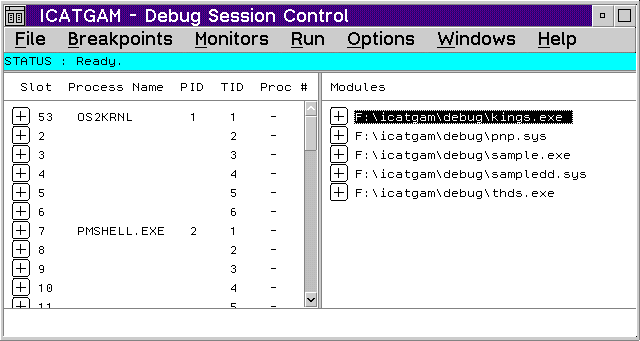 ICATGAM - Debug Session Control
File Breakpoints Monitors Run Options Windows Help
STATUS : Ready.
Slot Process Name PID TID Proc #
53 OS2KRNL 1 1 -
2 2 -
3 3 -
4 4 -
5 5 -
6 6 -
7 PMSHELL.EXE 2 1 -
8 2 -
9 3 -
10 4 -
11 5 -
Modules
F:\icatgam\debug\kings.exe
F:\icatgam\debug\pnp.sys
F:\icatgam\debug\sample.exe
F:\icatgam\debug\sampledd.sys
F:\icatgam\debug\thds.exe